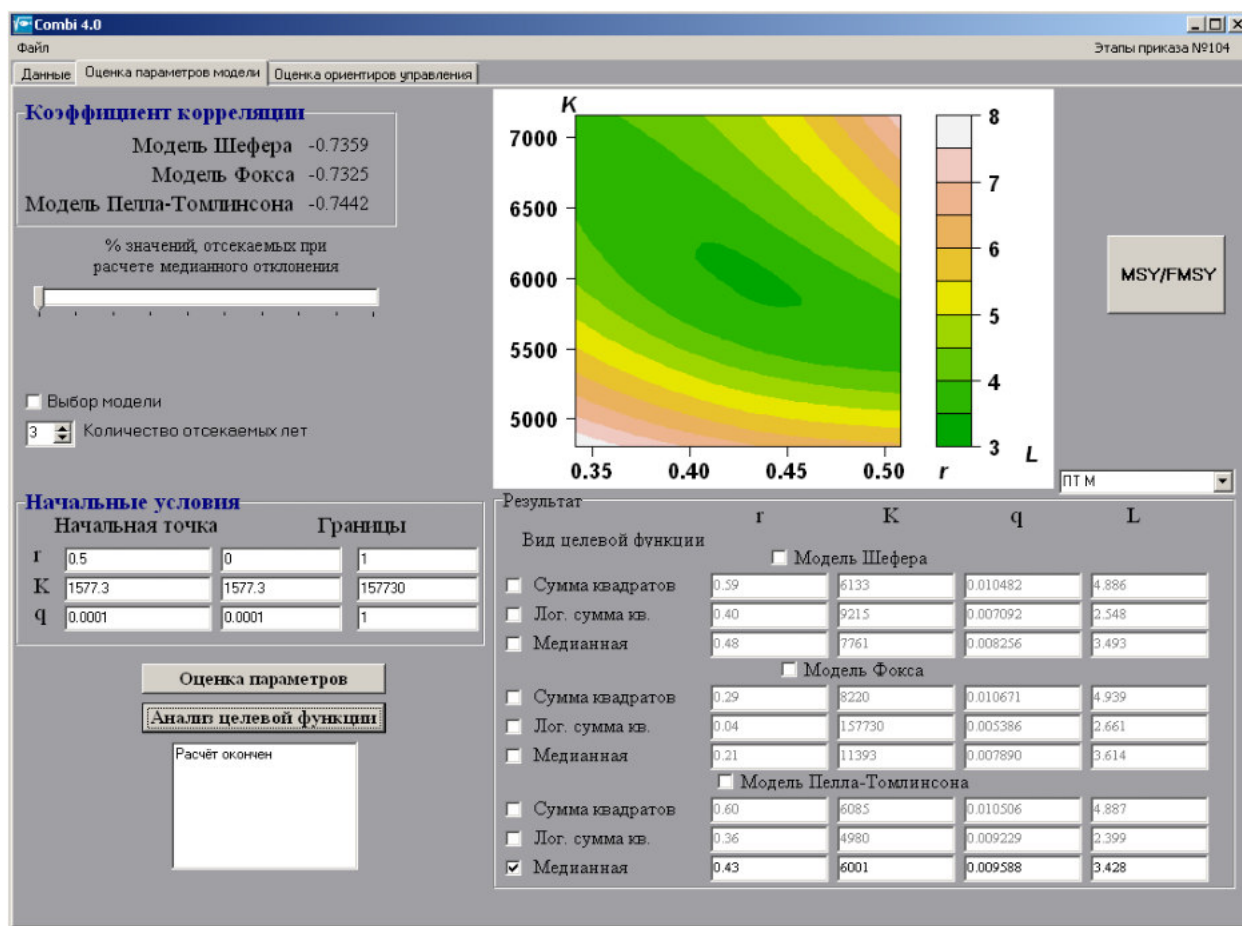 Combi 4.0
Файл
Этапы приказа №104
Данные
Оценка параметров модели
Оценка ориентиров управления
Коэффициент корреляции
Модель Шефера -0.7359
Модель Фокса -0.7325
Модель Пелла-Томлинсона -0.7442
% значений, отсекаемых при
расчете медианного отклонения
Выбор модели
3 Количество отсекаемых лет
K
7000
6500
6000
5500
5000
0.35 0.40 0.45 0.50 r
8
7
6
5
4
3
L
MSY/FMSY
ПТ М
Начальные условия
Начальная точка Границы
r 0.5 0 1
K 1577.3 1577.3 157730
q 0.0001 0.0001 1
Оценка параметров
Анализ целевой функции
Расчёт окончен
Результат
r K q L
Вид целевой функции
Модель Шефера
Сумма квадратов 0.59 6133 0.010482 4.886
Лог. сумма кв. 0.40 9215 0.007092 2.548
Медианная 0.48 7761 0.008256 3.493
Модель Фокса
Сумма квадратов 0.29 8220 0.010671 4.939
Лог. сумма кв. 0.04 157730 0.005386 2.661
Медианная 0.21 11393 0.007890 3.614
Модель Пелла-Томлинсона
Сумма квадратов 0.60 6085 0.010506 4.887
Лог. сумма кв. 0.36 4980 0.009229 2.399
Медианная 0.43 6001 0.009588 3.428